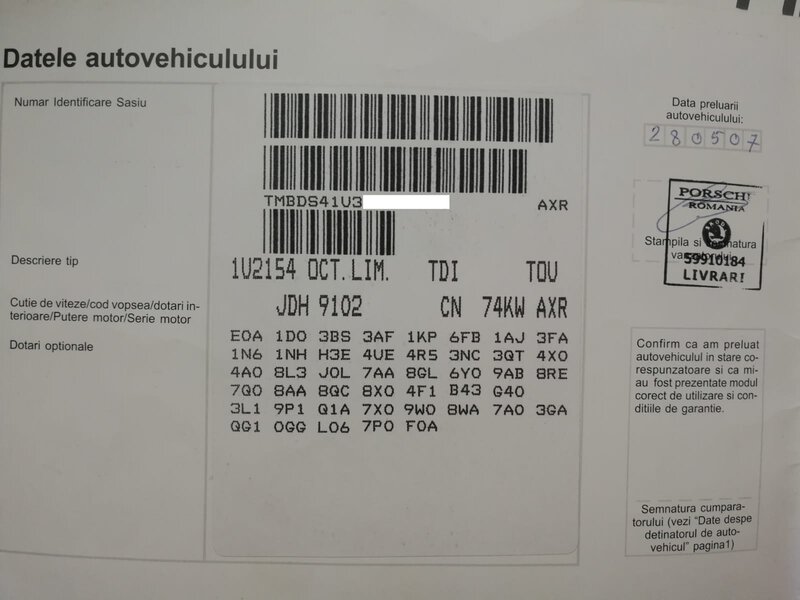 Datele autovehiculului
Numar Identificare Sasiu
TMBDS41U3
AXR
Descriere tip
1U2154 OCT. LIM. TDI TOU
Cutie de viteze/cod vopsea/dotari in-
terioare/Putere motor/Serie motor
JDH 9102 CN 74KW AXR
Dotari optionale
E0A 1D0 3BS 3AF 1KP 6FB 1AJ 3FA
1N6 1NH H3E 4UE 4R5 3NC 3QT 4X0
4A0 8L3 J0L 7AA 8GL 6Y0 9AB 8RE
7Q0 8AA 8QC 8X0 4F1 B43 G40
3L1 9P1 Q1A 7X0 9W0 8WA 7A0 3GA
QG1 0GG L06 7P0 F0A
Data preluarii
autovehiculului:
280507
PORSCHE
ROMANIA
Stampila si semnatura
59910184
LIVRARI
Confirm ca am preluat
autovehiculul in stare co-
respunzatoare si ca mi-
au fost prezentate modul
corect de utilizare si con-
ditiile de garantie.
Semnatura cumpara-
torului (vezi "Date despe
detinatorul de auto-
vehicul" pagina1)